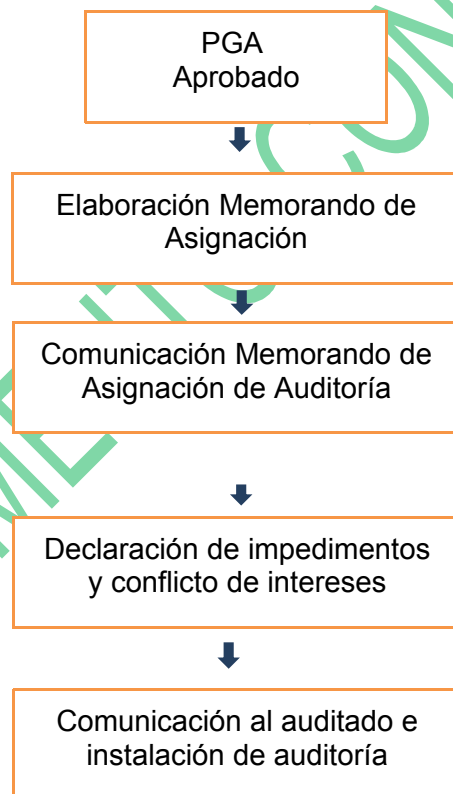 PGA
Aprobado
Elaboración Memorando de
Asignación
Comunicación Memorando de
Asignación de Auditoría
Declaración de impedimentos
y conflicto de intereses
Comunicación al auditado e
instalación de auditoría